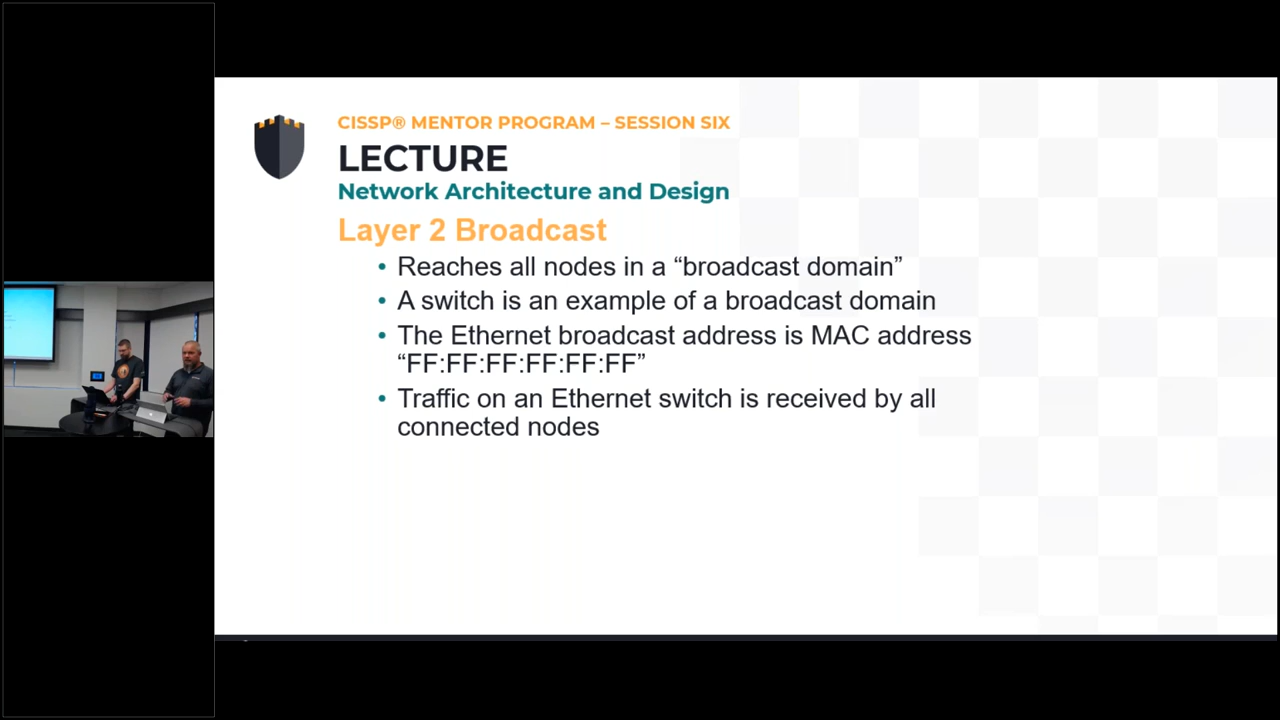 CISSP® MENTOR PROGRAM – SESSION SIX
LECTURE
Network Architecture and Design
Layer 2 Broadcast
• Reaches all nodes in a “broadcast domain”
• A switch is an example of a broadcast domain
• The Ethernet broadcast address is MAC address
“FF:FF:FF:FF:FF:FF”
• Traffic on an Ethernet switch is received by all
connected nodes